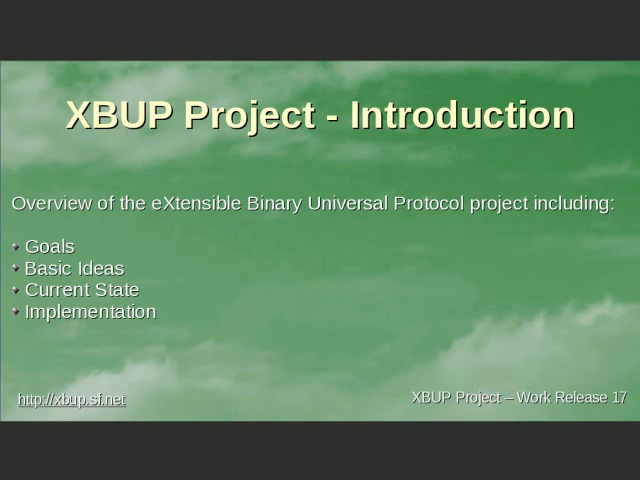 XBUP Project - Introduction
Overview of the eXtensible Binary Universal Protocol project including:
Goals
Basic Ideas
Current State
Implementation
http://xbup.sf.net
XBUP Project – Work Release 17